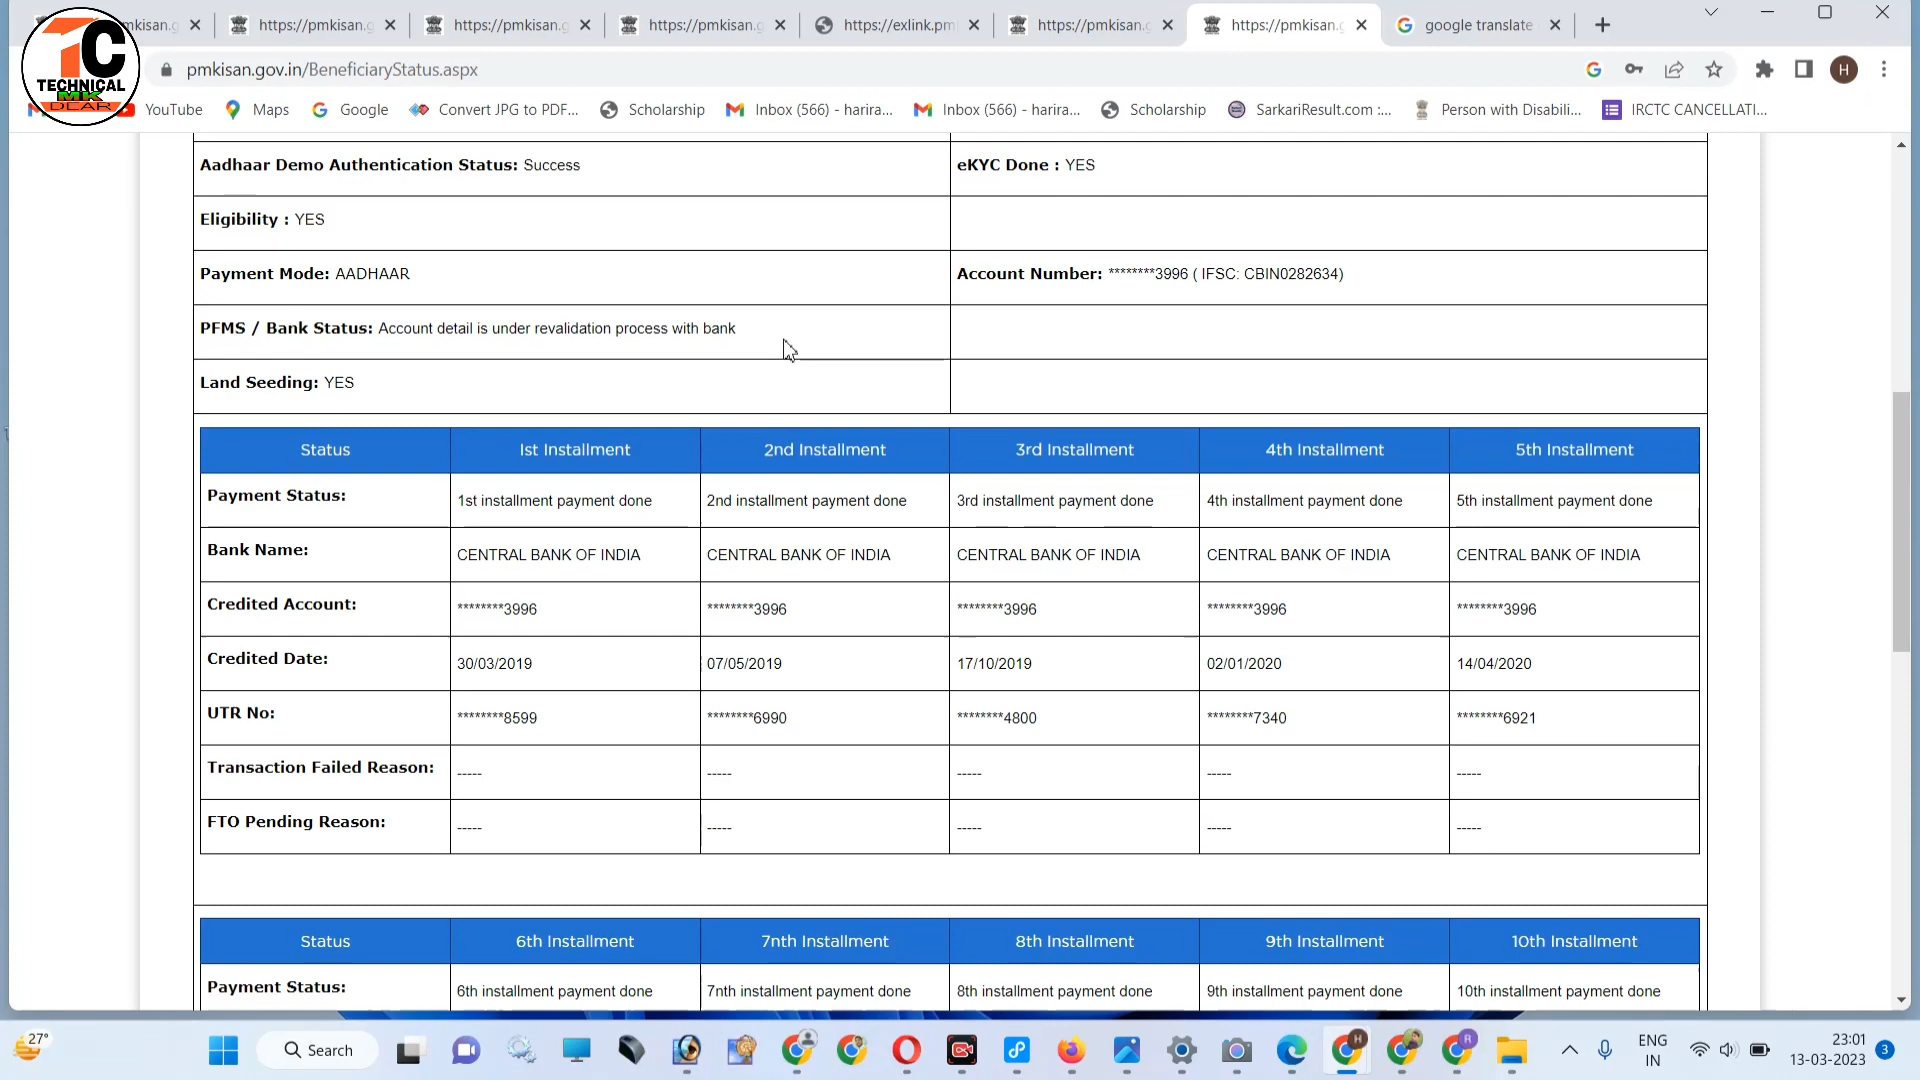 kisan.g
https://pmkisan.g
https://pmkisan.g
https://pmkisan.g
https://exlink.pm
https://pmkisan.g
https://pmkisan.g
google translate
TC
TECHNICAL
MK
DEAR
pmkisan.gov.in/BeneficiaryStatus.aspx
H
YouTube
Maps
Google
Convert JPG to PDF...
Scholarship
Inbox (566) - harira...
Inbox (566) - harira...
Scholarship
SarkariResult.com :...
Person with Disabili...
IRCTC CANCELLATI...
Aadhaar Demo Authentication Status: Success eKYC Done : YES
Eligibility : YES
Payment Mode: AADHAAR Account Number: ********3996 ( IFSC: CBIN0282634)
PFMS / Bank Status: Account detail is under revalidation process with bank
Land Seeding: YES
Status Ist Installment 2nd Installment 3rd Installment 4th Installment 5th Installment
Payment Status: 1st installment payment done 2nd installment payment done 3rd installment payment done 4th installment payment done 5th installment payment done
Bank Name: CENTRAL BANK OF INDIA CENTRAL BANK OF INDIA CENTRAL BANK OF INDIA CENTRAL BANK OF INDIA CENTRAL BANK OF INDIA
Credited Account: ********3996 ********3996 ********3996 ********3996 ********3996
Credited Date: 30/03/2019 07/05/2019 17/10/2019 02/01/2020 14/04/2020
UTR No: ********8599 ********6990 ********4800 ********7340 ********6921
Transaction Failed Reason: ----- ----- ----- ----- -----
FTO Pending Reason: ----- ----- ----- ----- -----
Status 6th Installment 7nth Installment 8th Installment 9th Installment 10th Installment
Payment Status: 6th installment payment done 7nth installment payment done 8th installment payment done 9th installment payment done 10th installment payment done
27°
Search
H
R
ENG
IN
23:01
13-03-2023
3